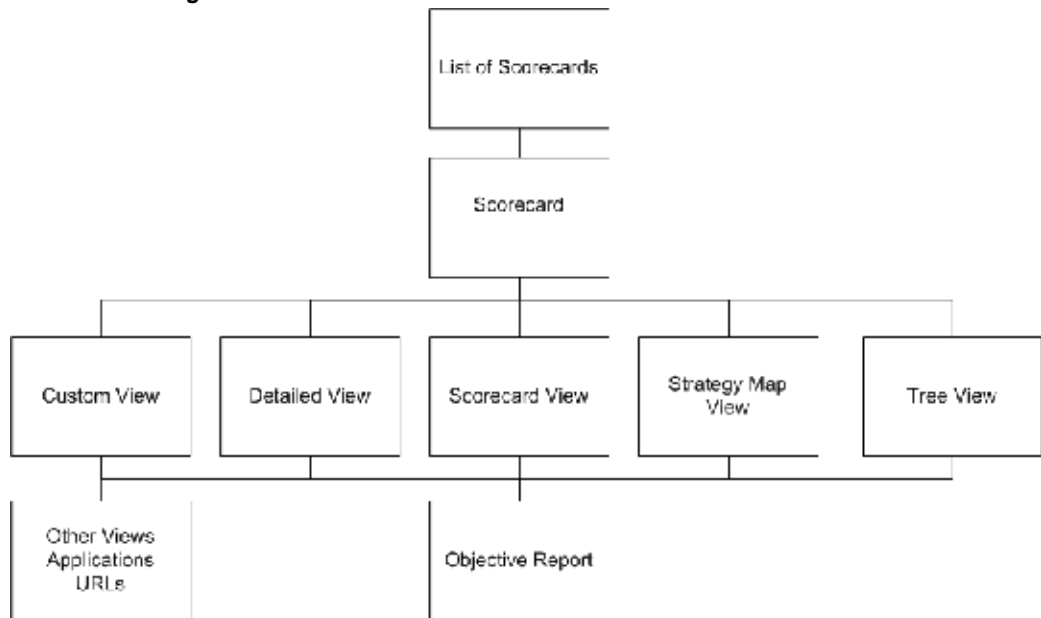 List of Scorecards
Scorecard
Custom View
Detailed View
Scorecard View
Strategy Map
View
Tree View
Other Views
Applications
URLs
Objective Report